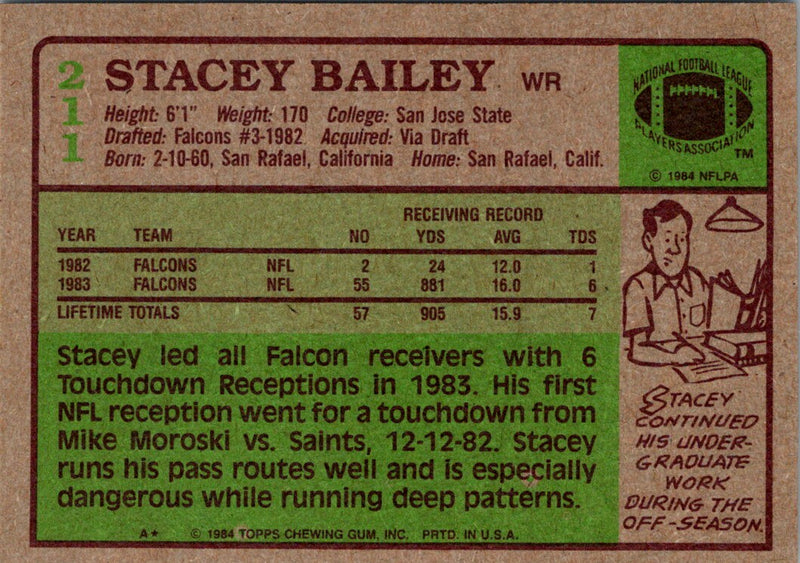 211
STACEY BAILEY WR
Height: 6'1" Weight: 170 College: San Jose State
Drafted: Falcons #3-1982 Acquired: Via Draft
Born: 2-10-60, San Rafael, California Home: San Rafael, Calif.
NATIONAL FOOTBALL LEAGUE
PLAYERS ASSOCIATION
TM
© 1984 NFLPA
RECEIVING RECORD
YEAR TEAM NO YDS AVG TDS
1982 FALCONS NFL 2 24 12.0 1
1983 FALCONS NFL 55 881 16.0 6
LIFETIME TOTALS 57 905 15.9 7
Stacey led all Falcon receivers with 6
Touchdown Receptions in 1983. His first
NFL reception went for a touchdown from
Mike Moroski vs. Saints, 12-12-82. Stacey
runs his pass routes well and is especially
dangerous while running deep patterns.
STACEY
CONTINUED
HIS UNDER-
GRADUATE
WORK
DURING THE
OFF-SEASON.
A* © 1984 TOPPS CHEWING GUM, INC. PRTD. IN U.S.A.